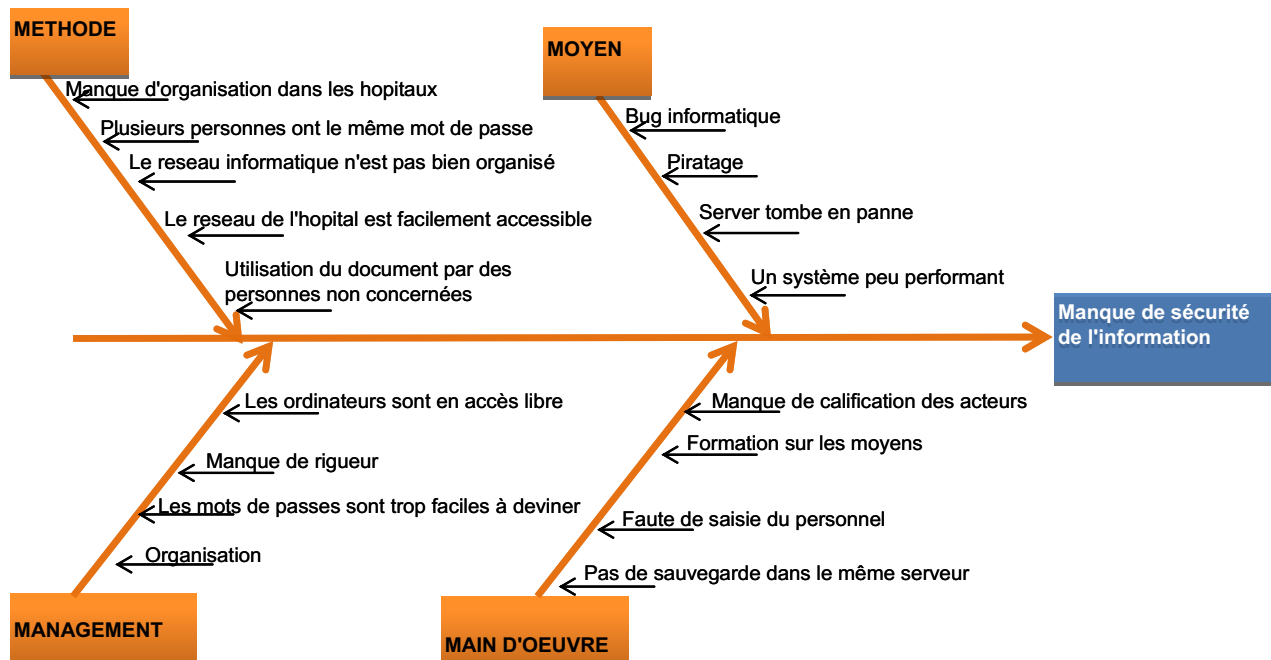 METHODE
Manque d'organisation dans les hopitaux
Plusieurs personnes ont le même mot de passe
Le reseau informatique n'est pas bien organisé
Le reseau de l'hopital est facilement accessible
Utilisation du document par des
personnes non concernées
MOYEN
Bug informatique
Piratage
Server tombe en panne
Un système peu performant
Manque de sécurité
de l'information
Les ordinateurs sont en accès libre
Manque de rigueur
Les mots de passes sont trop faciles à deviner
Organisation
MANAGEMENT
Manque de calification des acteurs
Formation sur les moyens
Faute de saisie du personnel
Pas de sauvegarde dans le même serveur
MAIN D'OEUVRE